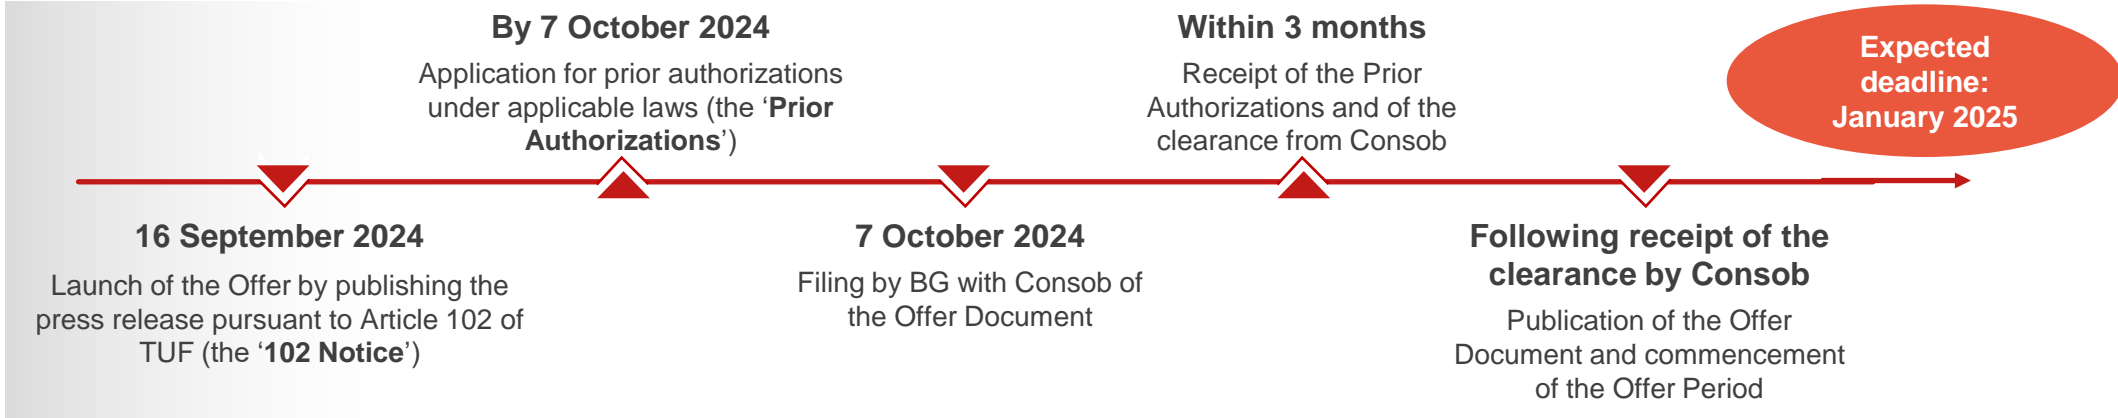 By 7 October 2024
Application for prior authorizations
under applicable laws (the ‘Prior
Authorizations’)
Within 3 months
Receipt of the Prior
Authorizations and of the
clearance from Consob
Expected
deadline:
January 2025
16 September 2024
Launch of the Offer by publishing the
press release pursuant to Article 102 of
TUF (the ‘102 Notice’)
7 October 2024
Filing by BG with Consob of
the Offer Document
Following receipt of the
clearance by Consob
Publication of the Offer
Document and commencement
of the Offer Period